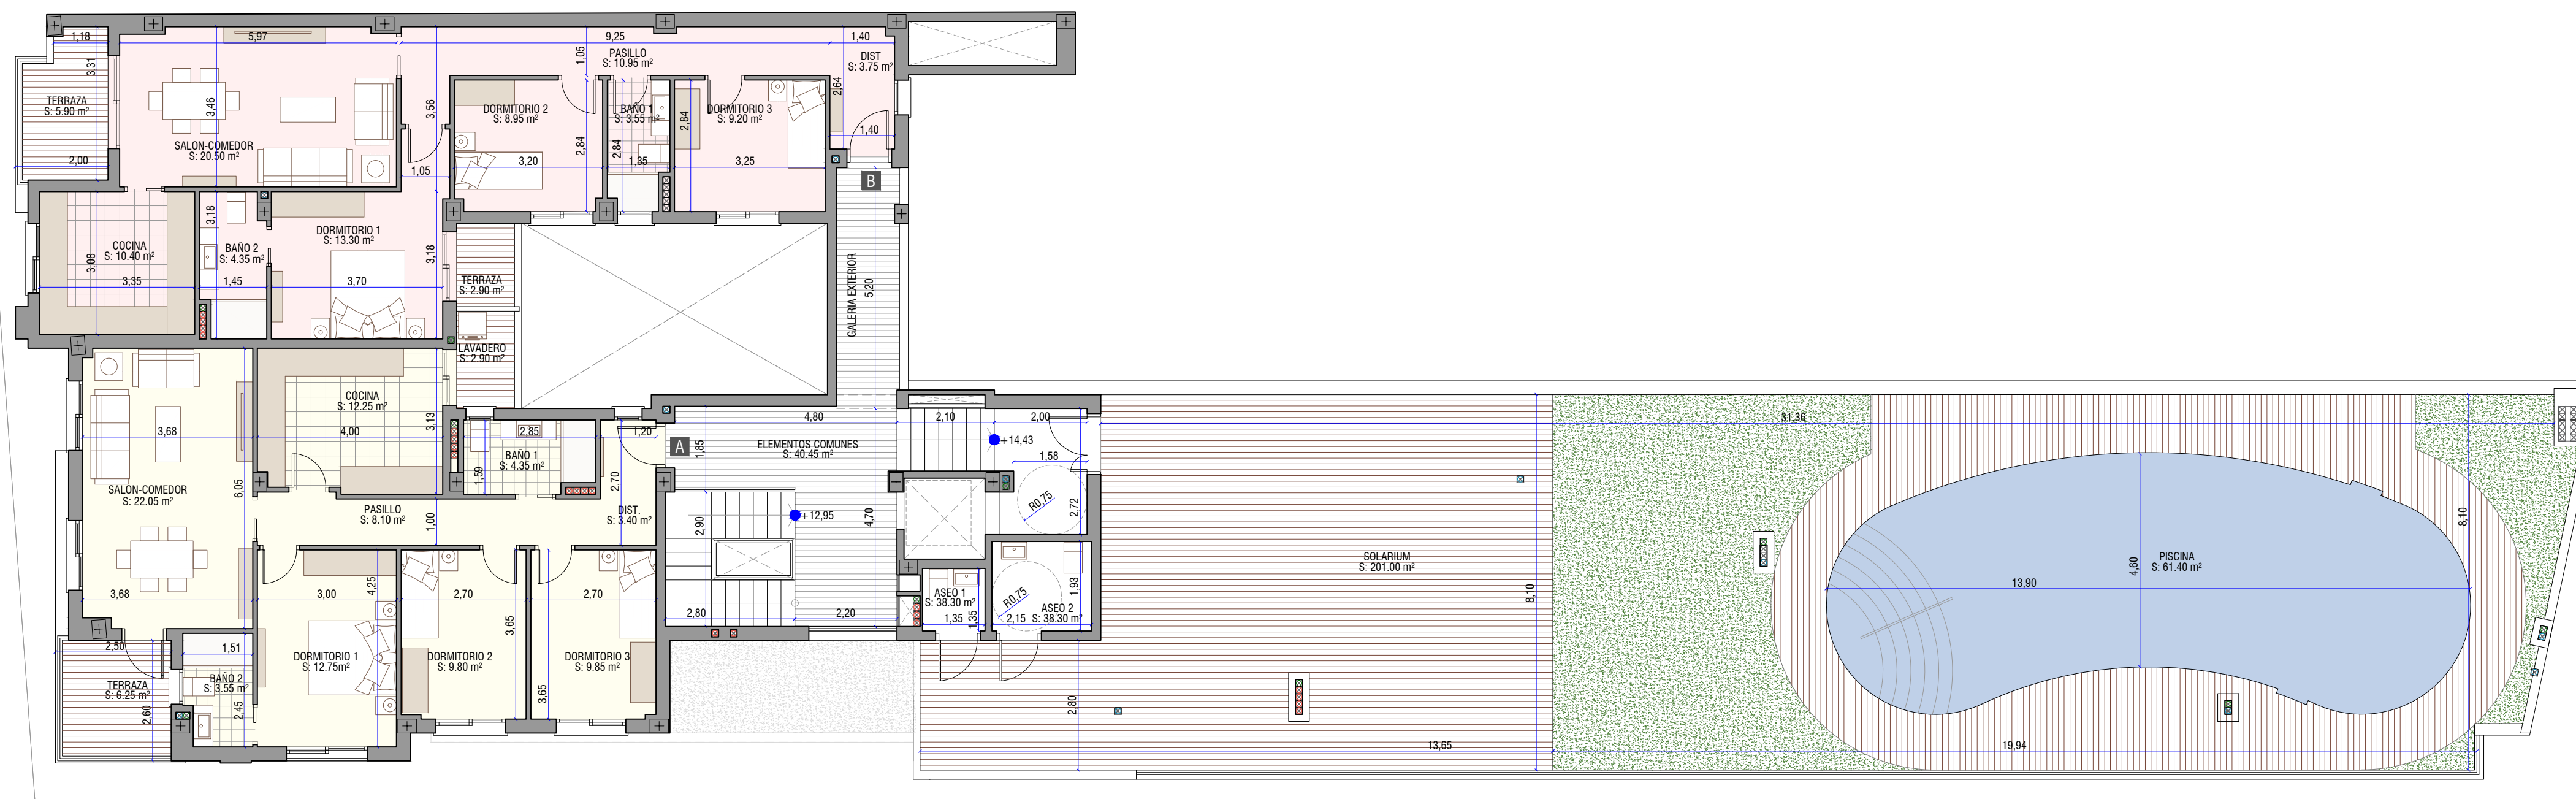 1,18
5,97
9,25
1,40
3,31
3,46
3,56
1,05
PASILLO
S: 10.95 m²
DIST
S: 3.75 m²
2,64
TERRAZA
S: 5.90 m²
2,00
SALON-COMEDOR
S: 20.50 m²
1,05
DORMITORIO 2
S: 8.95 m²
2,84
3,20
BAÑO 1
S: 3.55 m²
2,84
1,35
DORMITORIO 3
S: 9.20 m²
2,84
3,25
1,40
B
COCINA
S: 10.40 m²
3,08
3,35
3,18
BAÑO 2
S: 4.35 m²
1,45
DORMITORIO 1
S: 13.30 m²
3,18
3,70
TERRAZA
S: 2.90 m²
LAVADERO
S: 2.90 m²
GALERIA EXTERIOR
5,20
3,68
SALON-COMEDOR
S: 22.05 m²
6,05
3,68
COCINA
S: 12.25 m²
4,00
3,13
2,85
BAÑO 1
S: 4.35 m²
1,59
1,20
2,70
DIST.
S: 3.40 m²
PASILLO
S: 8.10 m²
1,00
A
4,80
1,85
ELEMENTOS COMUNES
S: 40.45 m²
2,10
2,00
+14,43
1,58
R0,75
2,72
2,90
+12,95
4,70
2,80
2,20
ASEO 1
S: 38.30 m²
1,35
1,35
R0,75
1,93
2,15
ASEO 2
S: 38.30 m²
2,50
1,51
TERRAZA
S: 6.25 m²
2,60
BAÑO 2
S: 3.55 m²
2,45
3,00
4,25
DORMITORIO 1
S: 12.75m²
2,70
3,65
DORMITORIO 2
S: 9.80 m²
2,70
3,65
DORMITORIO 3
S: 9.85 m²
SOLARIUM
S: 201.00 m²
8,10
2,80
13,65
31,36
4,60
PISCINA
S: 61.40 m²
13,90
8,10
19,94